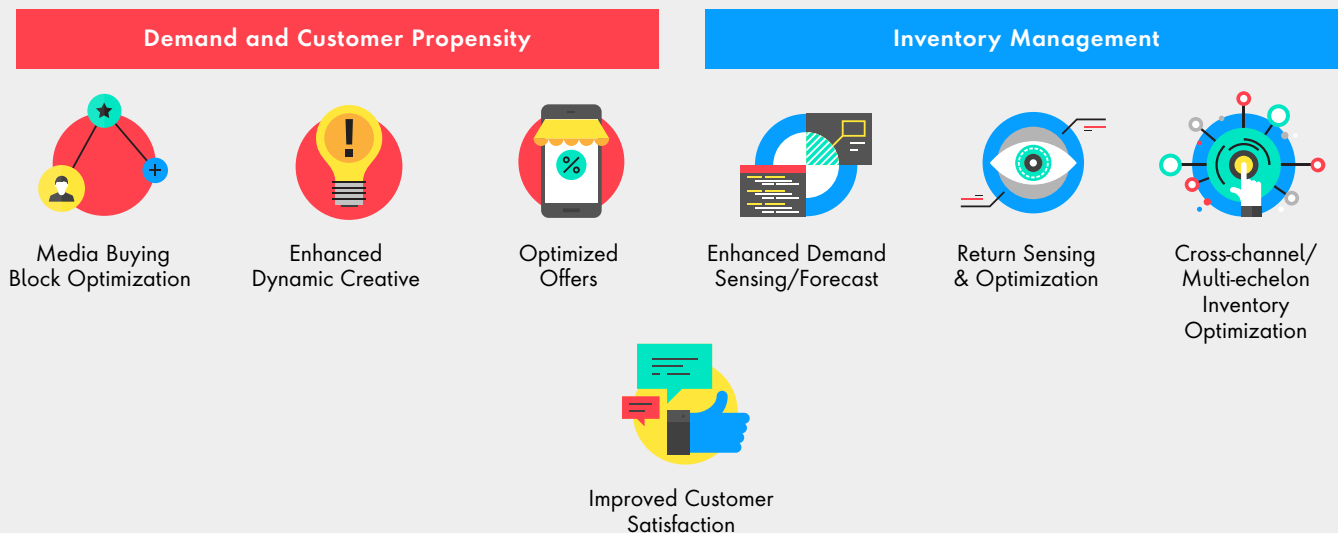 Demand and Customer Propensity
Inventory Management
Media Buying
Block Optimization
Enhanced
Dynamic Creative
Optimized
Offers
Enhanced Demand
Sensing/Forecast
Return Sensing
& Optimization
Cross-channel/
Multi-echelon
Inventory
Optimization
Improved Customer
Satisfaction